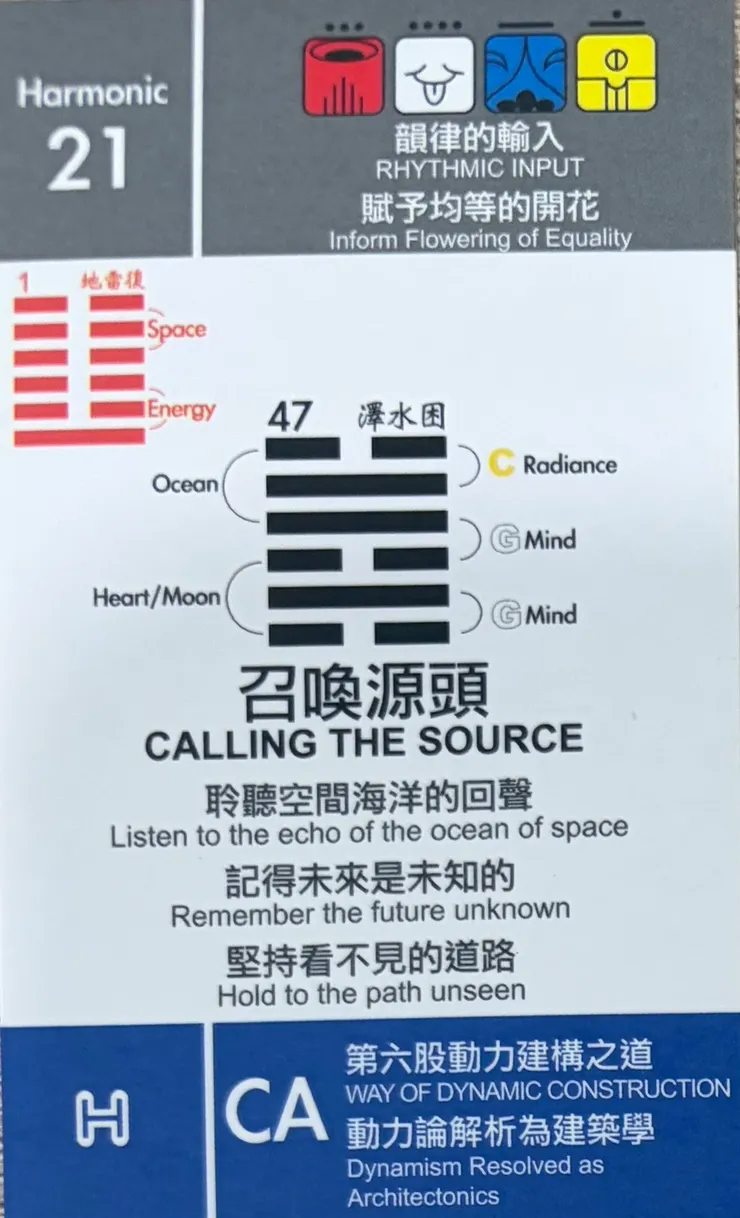 Harmonic
21
韻律的輸入
RHYTHMIC INPUT
賦予均等的開花
Inform Flowering of Equality
1 地雷復
Space
Energy
47 澤水困
Ocean
C Radiance
G Mind
Heart/Moon
G Mind
召喚源頭
CALLING THE SOURCE
聆聽空間海洋的回聲
Listen to the echo of the ocean of space
記得未來是未知的
Remember the future unknown
堅持看不見的道路
Hold to the path unseen
H
CA
第六股動力建構之道
WAY OF DYNAMIC CONSTRUCTION
動力論解析為建築學
Dynamism Resolved as
Architectonics